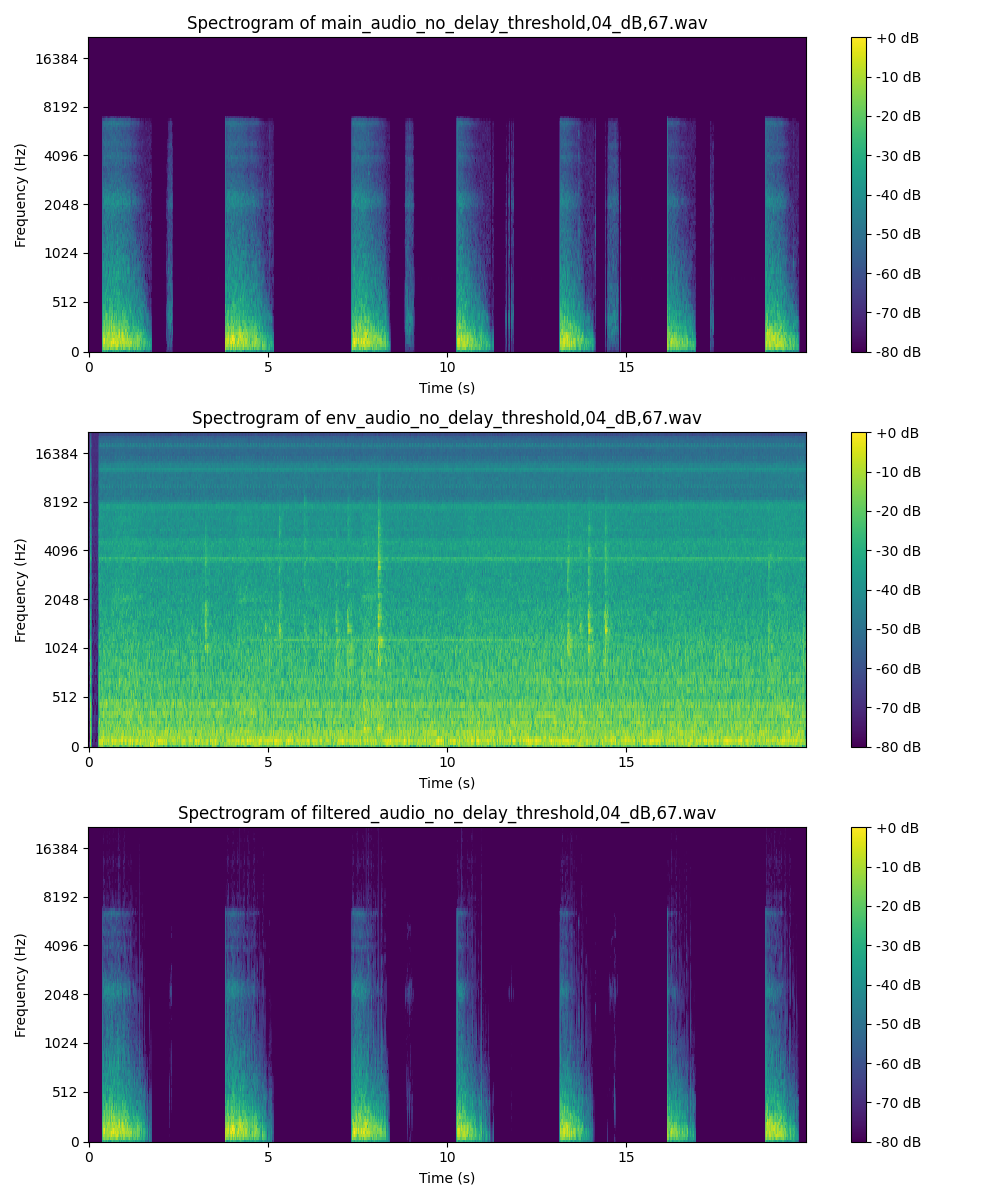 Spectrogram of main_audio_no_delay_threshold,04_dB,67.wav
Frequency (Hz)
16384
8192
4096
2048
1024
512
0
0 5 10 15
Time (s)
+0 dB
-10 dB
-20 dB
-30 dB
-40 dB
-50 dB
-60 dB
-70 dB
-80 dB
Spectrogram of env_audio_no_delay_threshold,04_dB,67.wav
Frequency (Hz)
16384
8192
4096
2048
1024
512
0
0 5 10 15
Time (s)
+0 dB
-10 dB
-20 dB
-30 dB
-40 dB
-50 dB
-60 dB
-70 dB
-80 dB
Spectrogram of filtered_audio_no_delay_threshold,04_dB,67.wav
Frequency (Hz)
16384
8192
4096
2048
1024
512
0
0 5 10 15
Time (s)
+0 dB
-10 dB
-20 dB
-30 dB
-40 dB
-50 dB
-60 dB
-70 dB
-80 dB